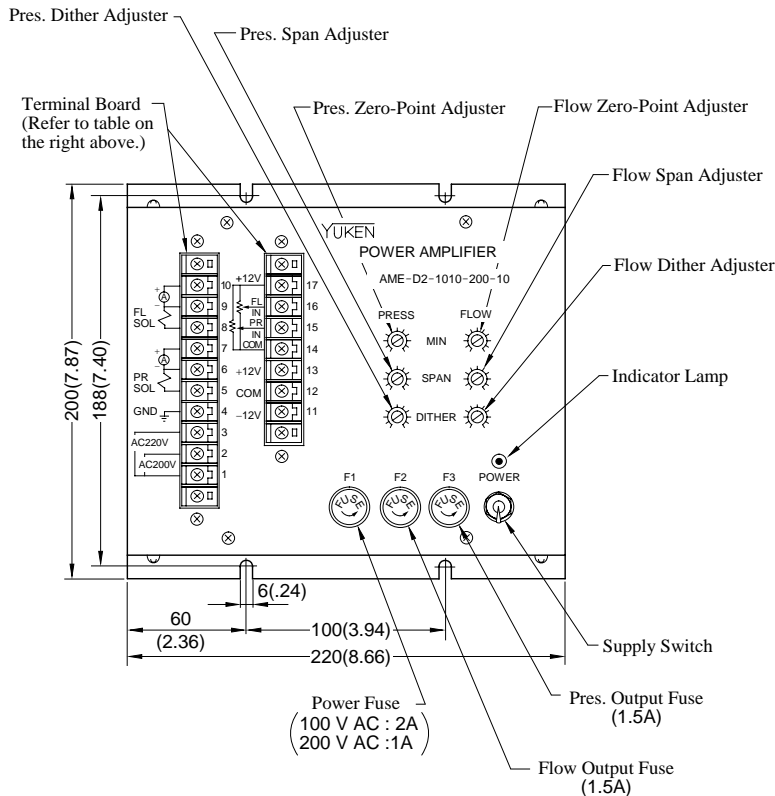 Pres. Dither Adjuster
Pres. Span Adjuster
Terminal Board
(Refer to table on
the right above.)
Pres. Zero-Point Adjuster
Flow Zero-Point Adjuster
Flow Span Adjuster
Flow Dither Adjuster
Indicator Lamp
YUKEN
POWER AMPLIFIER
AME-D2-1010-200-10
PRESS
FLOW
MIN
SPAN
DITHER
POWER
F1
F2
F3
FUSE
FUSE
FUSE
+
A
−
FL
SOL
+
A
−
PR
SOL
GND
AC220V
AC200V
10
9
8
7
6
5
4
3
2
1
+12V
FL
IN
PR
IN
COM
+12V
COM
−12V
17
16
15
14
13
12
11
200(7.87)
188(7.40)
6(.24)
60
(2.36)
100(3.94)
220(8.66)
Supply Switch
Pres. Output Fuse
(1.5A)
Power Fuse
(100 V AC : 2A
200 V AC :1A)
Flow Output Fuse
(1.5A)